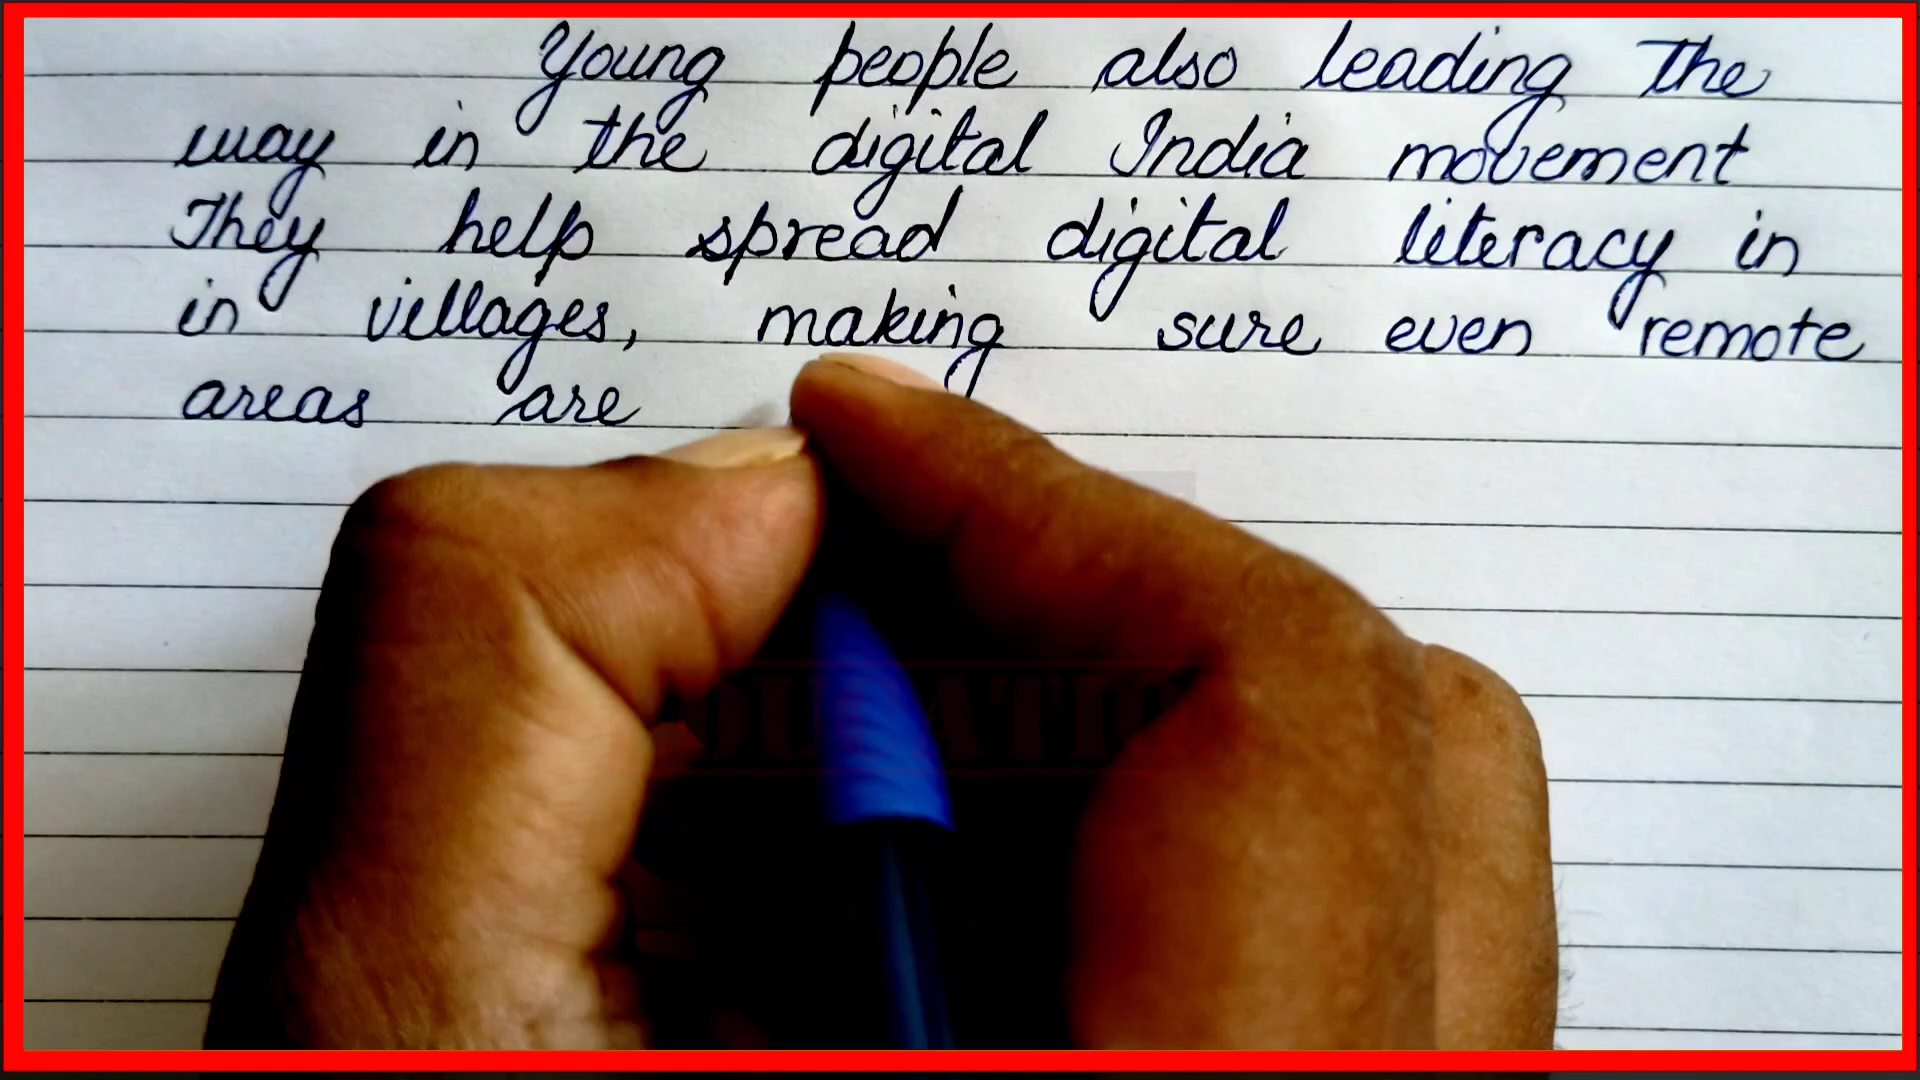 Young people also leading the
way in the digital India movement
They help spread digital literacy in
in villages, making sure even remote
areas are